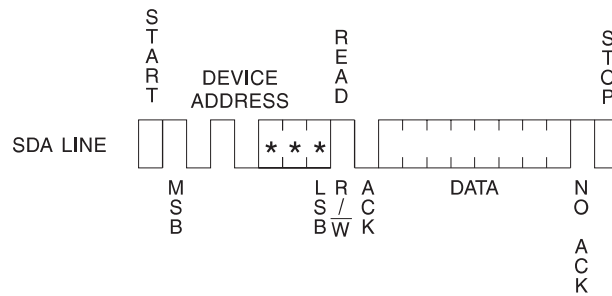 START
DEVICE ADDRESS
READ
STOP
SDA LINE
* * *
MSB
LSB
R/W̅
ACK
DATA
NO ACK